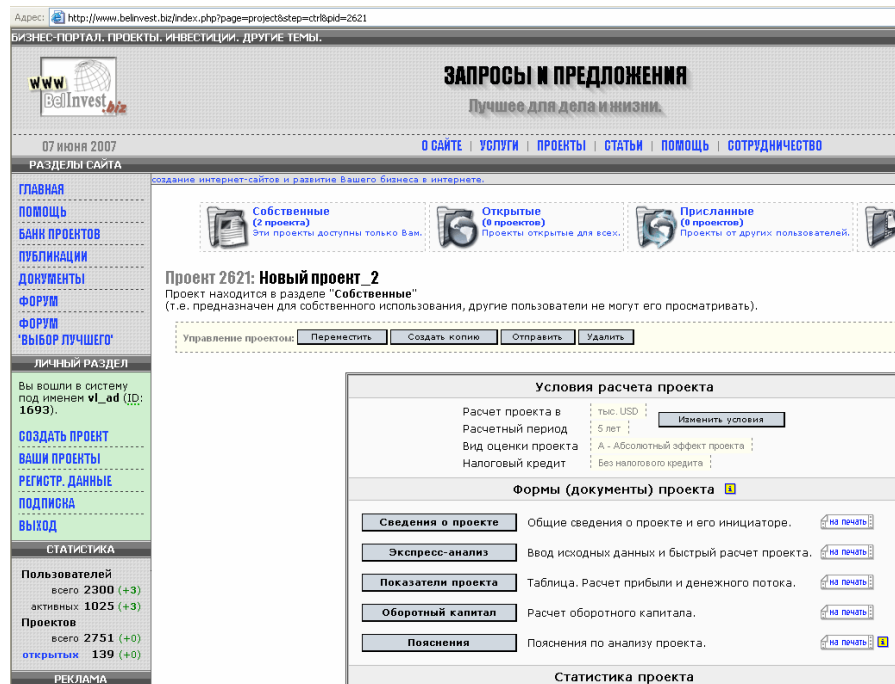 Адрес: http://www.belinvest.biz/index.php?page=project&step=ctrl&pid=2621
БИЗНЕС-ПОРТАЛ. ПРОЕКТЫ. ИНВЕСТИЦИИ. ДРУГИЕ ТЕМЫ.
www
BelInvest.biz
ЗАПРОСЫ И ПРЕДЛОЖЕНИЯ
Лучшее для дела и жизни.
07 июня 2007
О САЙТЕ | УСЛУГИ | ПРОЕКТЫ | СТАТЬИ | ПОМОЩЬ | СОТРУДНИЧЕСТВО
РАЗДЕЛЫ САЙТА
ГЛАВНАЯ
ПОМОЩЬ
БАНК ПРОЕКТОВ
ПУБЛИКАЦИИ
ДОКУМЕНТЫ
ФОРУМ
ФОРУМ
'ВЫБОР ЛУЧШЕГО'
ЛИЧНЫЙ РАЗДЕЛ
Вы вошли в систему
под именем vl_ad (ID:
1693).
СОЗДАТЬ ПРОЕКТ
ВАШИ ПРОЕКТЫ
РЕГИСТР. ДАННЫЕ
ПОДПИСКА
ВЫХОД
СТАТИСТИКА
Пользователей
всего 2300 (+3)
активных 1025 (+3)
Проектов
всего 2751 (+0)
открытых 139 (+0)
РЕКЛАМА
создание интернет-сайтов и развитие Вашего бизнеса в интернете.
Собственные
(2 проекта)
Эти проекты доступны только Вам.
Открытые
(0 проектов)
Проекты открытые для всех.
Присланные
(0 проектов)
Проекты от других пользователей.
Проект 2621: Новый проект_2
Проект находится в разделе "Собственные"
(т.е. предназначен для собственного использования, другие пользователи не могут его просматривать).
Управление проектом: Переместить Создать копию Отправить Удалить
Условия расчета проекта
Расчет проекта в тыс. USD
Изменить условия
Расчетный период 5 лет
Вид оценки проекта А - Абсолютный эффект проекта
Налоговый кредит Без налогового кредита
Формы (документы) проекта i
Сведения о проекте Общие сведения о проекте и его инициаторе. на печать
Экспресс-анализ Ввод исходных данных и быстрый расчет проекта. на печать
Показатели проекта Таблица. Расчет прибыли и денежного потока. на печать
Оборотный капитал Расчет оборотного капитала. на печать
Пояснения Пояснения по анализу проекта. на печать i
Статистика проекта